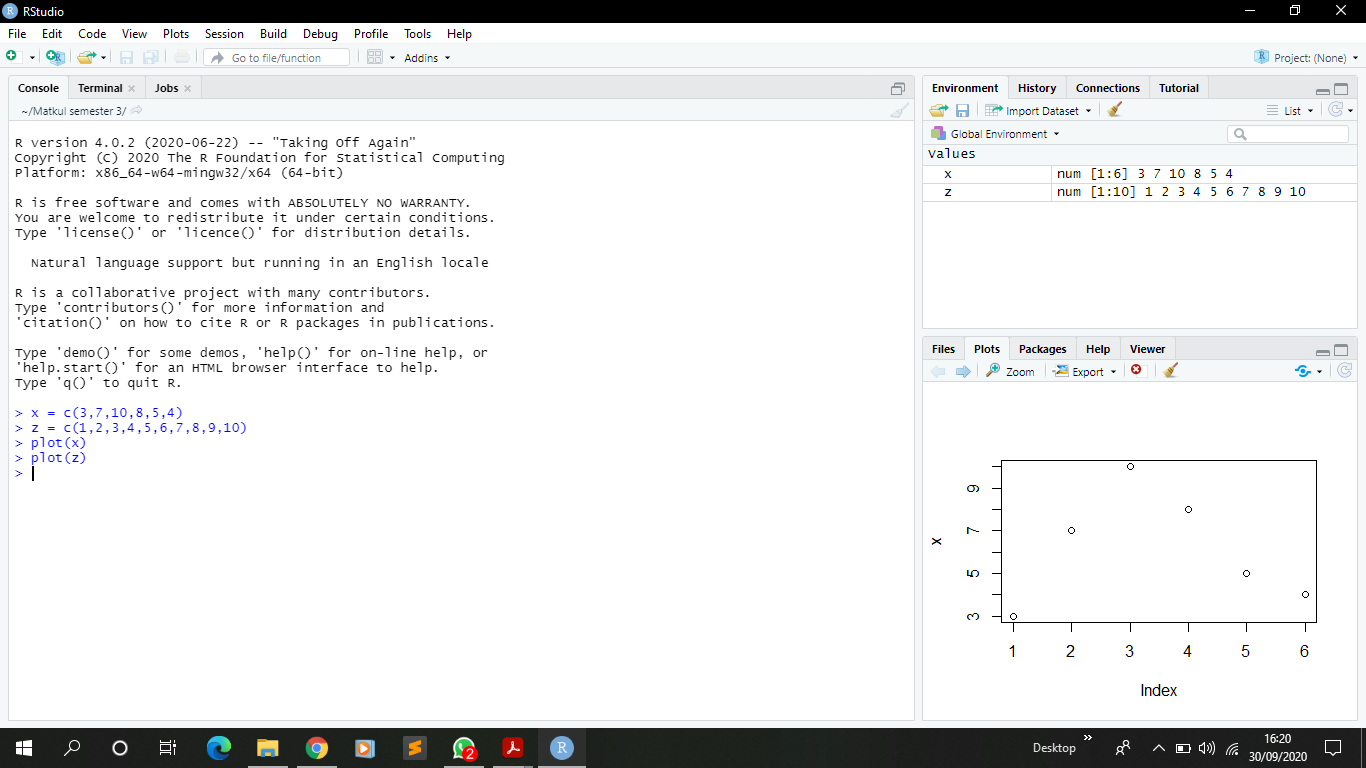 RStudio
File Edit Code View Plots Session Build Debug Profile Tools Help
Go to file/function Addins Project: (None)
Console Terminal Jobs
~/Matkul semester 3/
R version 4.0.2 (2020-06-22) -- "Taking Off Again"
Copyright (C) 2020 The R Foundation for Statistical Computing
Platform: x86_64-w64-mingw32/x64 (64-bit)
R is free software and comes with ABSOLUTELY NO WARRANTY.
You are welcome to redistribute it under certain conditions.
Type 'license()' or 'licence()' for distribution details.
Natural language support but running in an English locale
R is a collaborative project with many contributors.
Type 'contributors()' for more information and
'citation()' on how to cite R or R packages in publications.
Type 'demo()' for some demos, 'help()' for on-line help, or
'help.start()' for an HTML browser interface to help.
Type 'q()' to quit R.
> x = c(3,7,10,8,5,4)
> z = c(1,2,3,4,5,6,7,8,9,10)
> plot(x)
> plot(z)
>
Environment History Connections Tutorial
Import Dataset List
Global Environment
Values
x num [1:6] 3 7 10 8 5 4
z num [1:10] 1 2 3 4 5 6 7 8 9 10
Files Plots Packages Help Viewer
Zoom Export
9
7
5
3
x
1 2 3 4 5 6
Index
2
R
Desktop
16:20
30/09/2020